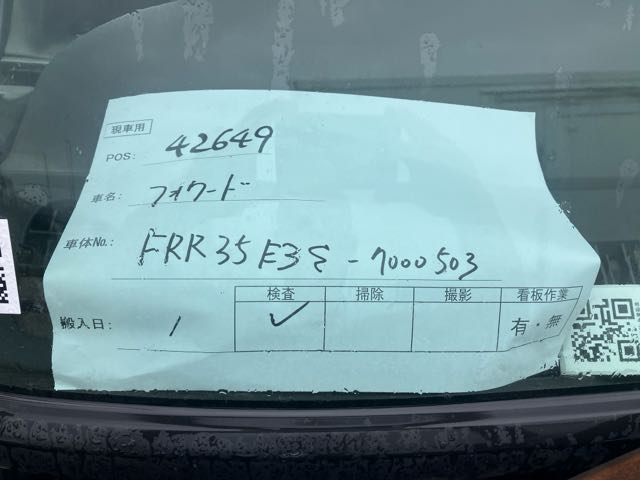 現車用
POS: 42649
車名: フォワード
車体No.: FRR35E3S-7000503
検査 掃除 撮影 看板作業
搬入日: 1 ✓ 有・無